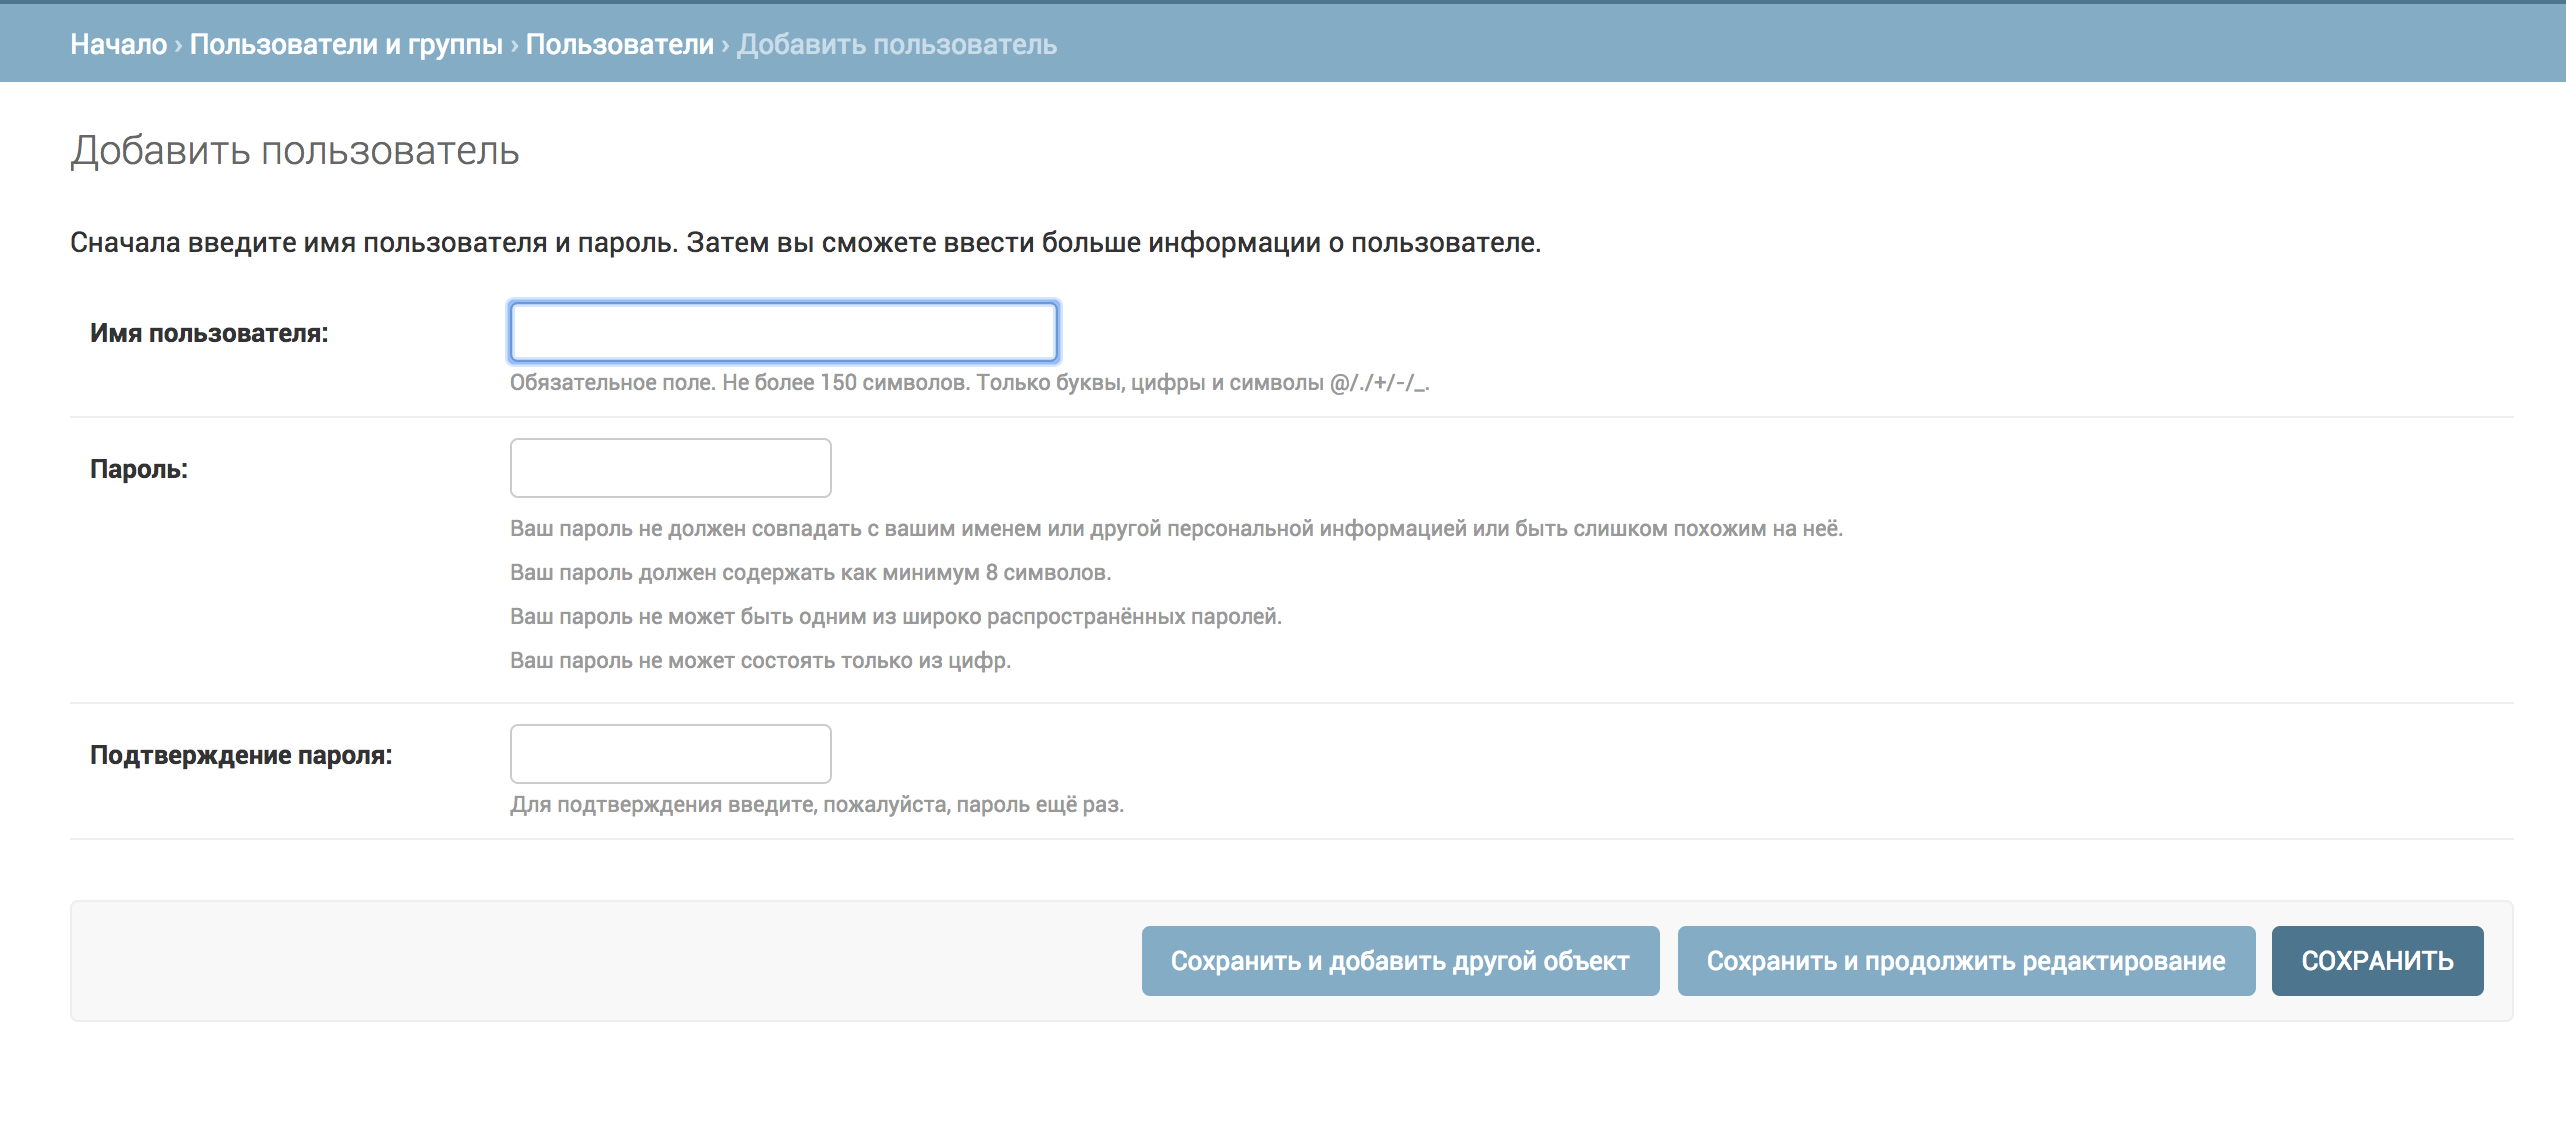 Начало › Пользователи и группы › Пользователи › Добавить пользователь
Добавить пользователь
Сначала введите имя пользователя и пароль. Затем вы сможете ввести больше информации о пользователе.
Имя пользователя:
Обязательное поле. Не более 150 символов. Только буквы, цифры и символы @/./+/-/_.
Пароль:
Ваш пароль не должен совпадать с вашим именем или другой персональной информацией или быть слишком похожим на неё.
Ваш пароль должен содержать как минимум 8 символов.
Ваш пароль не может быть одним из широко распространённых паролей.
Ваш пароль не может состоять только из цифр.
Подтверждение пароля:
Для подтверждения введите, пожалуйста, пароль ещё раз.
Сохранить и добавить другой объект
Сохранить и продолжить редактирование
СОХРАНИТЬ